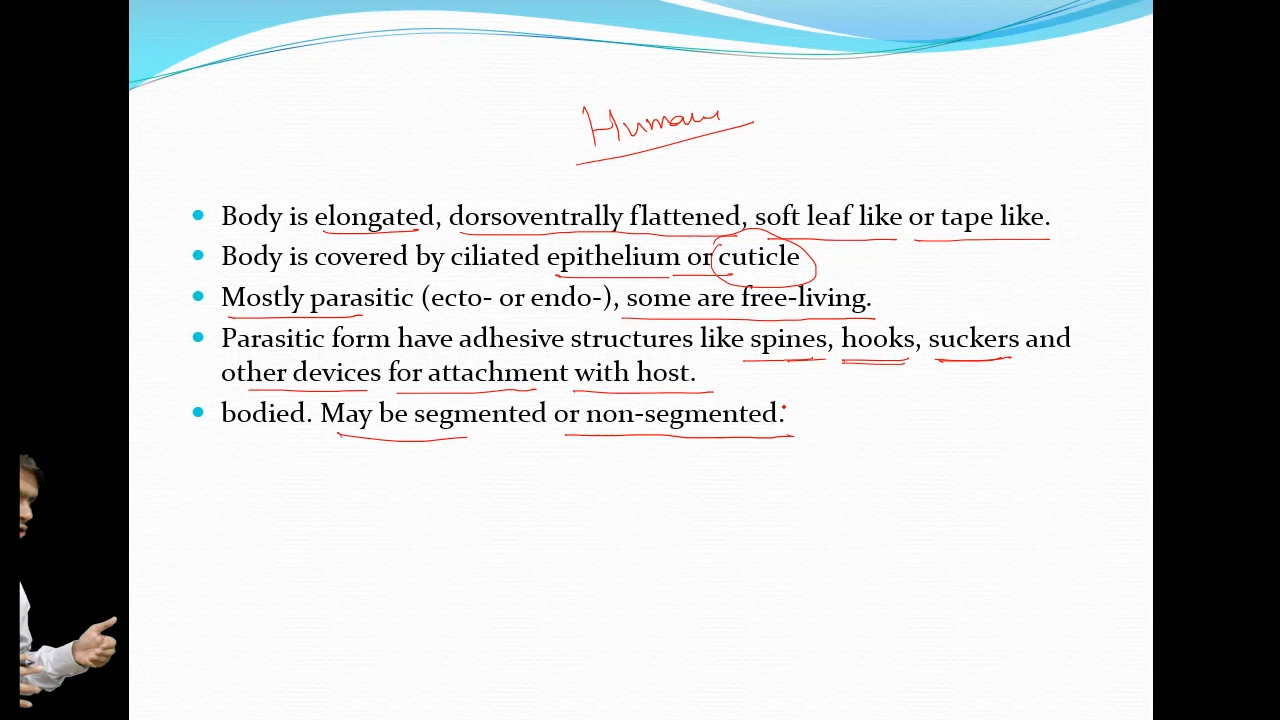 Human
• Body is elongated, dorsoventrally flattened, soft leaf like or tape like.
• Body is covered by ciliated epithelium or cuticle
• Mostly parasitic (ecto- or endo-), some are free-living.
• Parasitic form have adhesive structures like spines, hooks, suckers and
other devices for attachment with host.
• bodied. May be segmented or non-segmented.